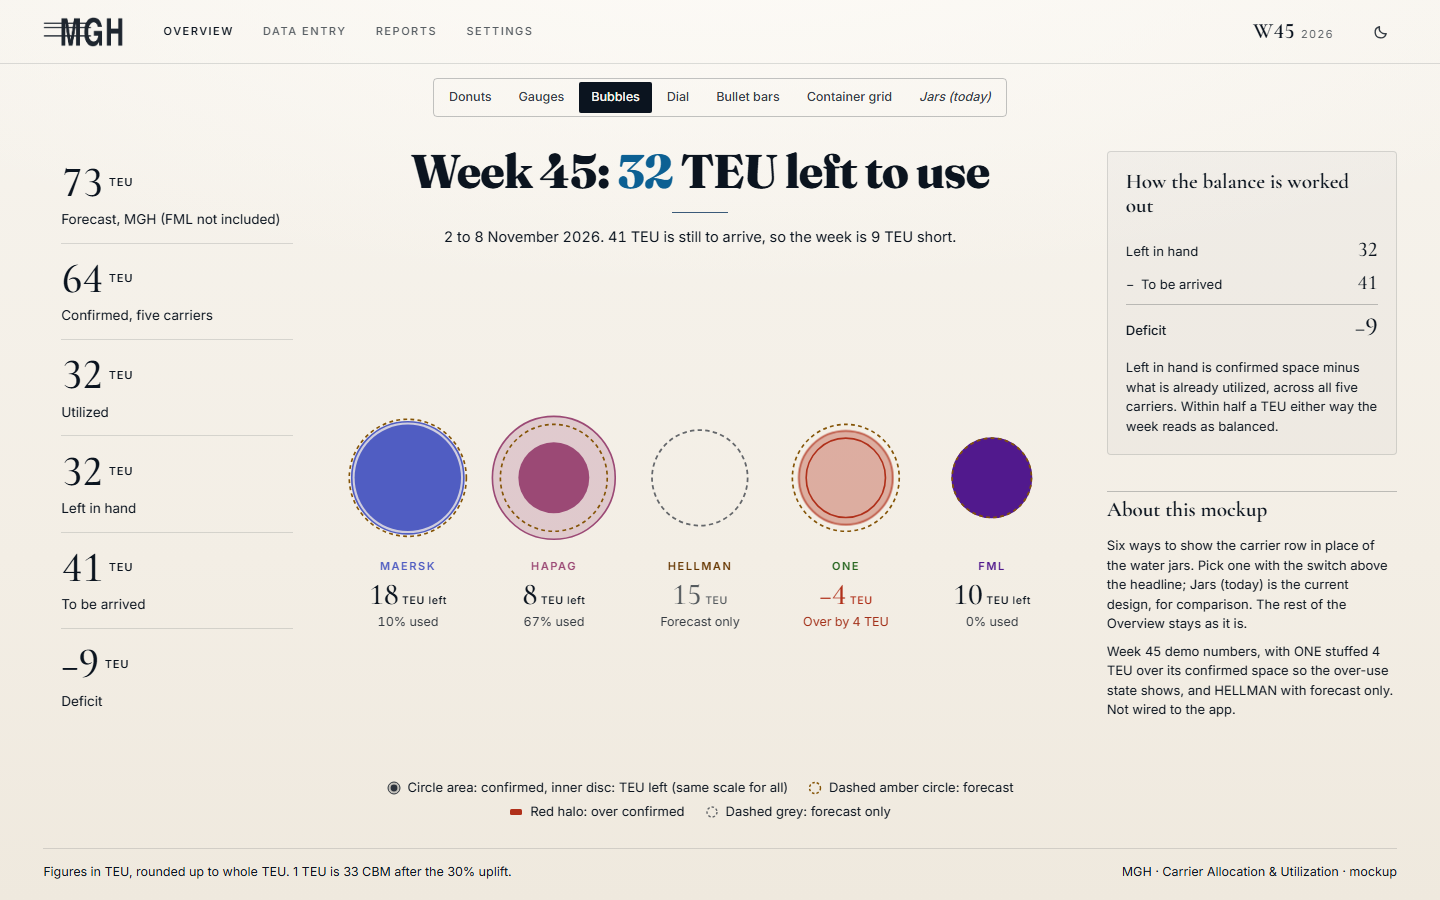 MGH
OVERVIEW
DATA ENTRY
REPORTS
SETTINGS
W45 2026
Donuts
Gauges
Bubbles
Dial
Bullet bars
Container grid
Jars (today)
73 TEU
Forecast, MGH (FML not included)
64 TEU
Confirmed, five carriers
32 TEU
Utilized
32 TEU
Left in hand
41 TEU
To be arrived
–9 TEU
Deficit
Week 45: 32 TEU left to use
2 to 8 November 2026. 41 TEU is still to arrive, so the week is 9 TEU short.
MAERSK
18 TEU left
10% used
HAPAG
8 TEU left
67% used
HELLMAN
15 TEU
Forecast only
ONE
–4 TEU
Over by 4 TEU
FML
10 TEU left
0% used
Circle area: confirmed, inner disc: TEU left (same scale for all)
Dashed amber circle: forecast
Red halo: over confirmed
Dashed grey: forecast only
How the balance is worked
out
Left in hand 32
– To be arrived 41
Deficit –9
Left in hand is confirmed space minus
what is already utilized, across all five
carriers. Within half a TEU either way the
week reads as balanced.
About this mockup
Six ways to show the carrier row in place of
the water jars. Pick one with the switch above
the headline; Jars (today) is the current
design, for comparison. The rest of the
Overview stays as it is.
Week 45 demo numbers, with ONE stuffed 4
TEU over its confirmed space so the over-use
state shows, and HELLMAN with forecast only.
Not wired to the app.
Figures in TEU, rounded up to whole TEU. 1 TEU is 33 CBM after the 30% uplift.
MGH · Carrier Allocation & Utilization · mockup